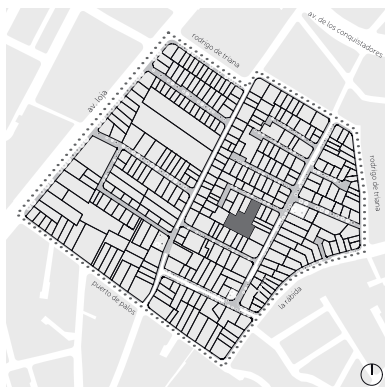 av. de los conquistadores
rodrigo de triana
av. loja
rodrigo de triana
puerto de palos
la rábida